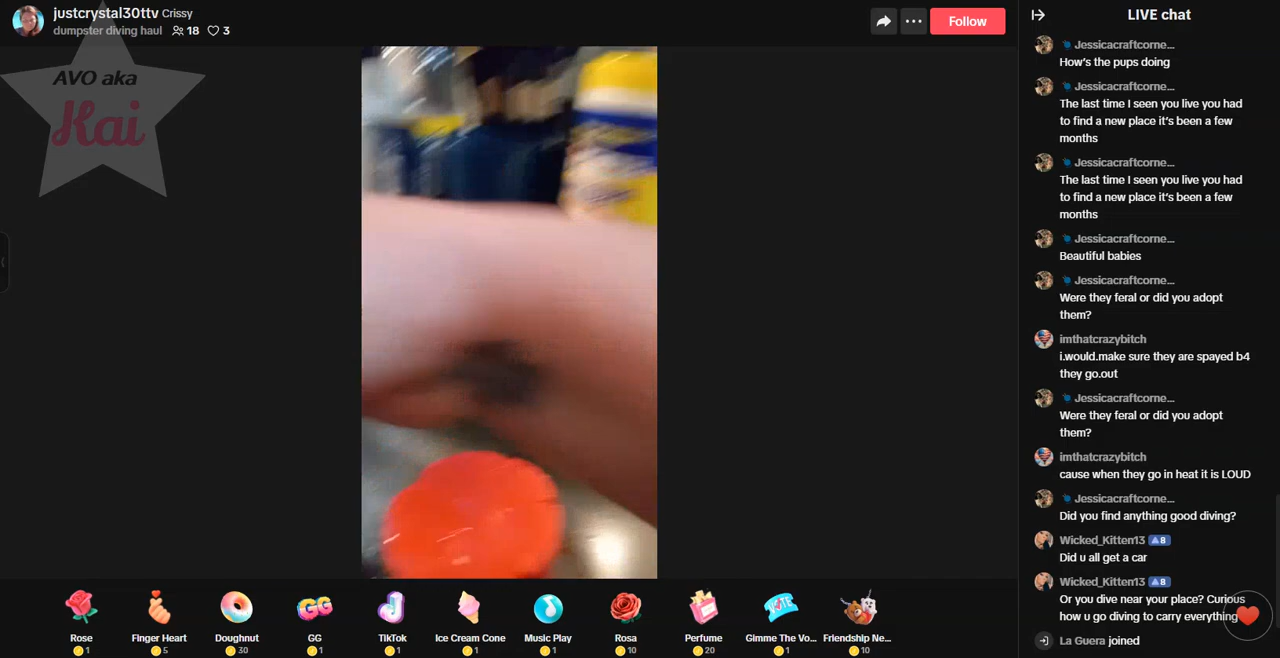 justcrystal30ttv Crissy
dumpster diving haul 18 3
Follow
AVO aka
Kai
LIVE chat
Jessicacraftcorne...
How's the pups doing
Jessicacraftcorne...
The last time I seen you live you had
to find a new place it's been a few
months
Jessicacraftcorne...
The last time I seen you live you had
to find a new place it's been a few
months
Jessicacraftcorne...
Beautiful babies
Jessicacraftcorne...
Were they feral or did you adopt
them?
imthatcrazybitch
i.would.make sure they are spayed b4
they go.out
Jessicacraftcorne...
Were they feral or did you adopt
them?
imthatcrazybitch
cause when they go in heat it is LOUD
Jessicacraftcorne...
Did you find anything good diving?
Wicked_Kitten13 8
Did u all get a car
Wicked_Kitten13 8
Or you dive near your place? Curious
how u go diving to carry everything
La Guera joined
GG
VOTE
Rose Finger Heart Doughnut GG TikTok Ice Cream Cone Music Play Rosa Perfume Gimme The Vo... Friendship Ne...
1 5 30 1 1 1 1 10 20 1 10